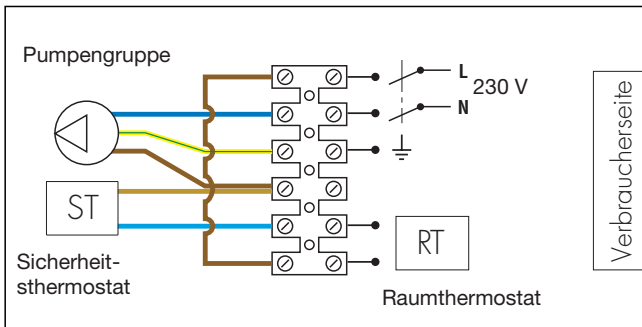 Pumpengruppe
L
230 V
N
ST
Sicherheit-
sthermostat
RT
Raumthermostat
Verbraucherseite